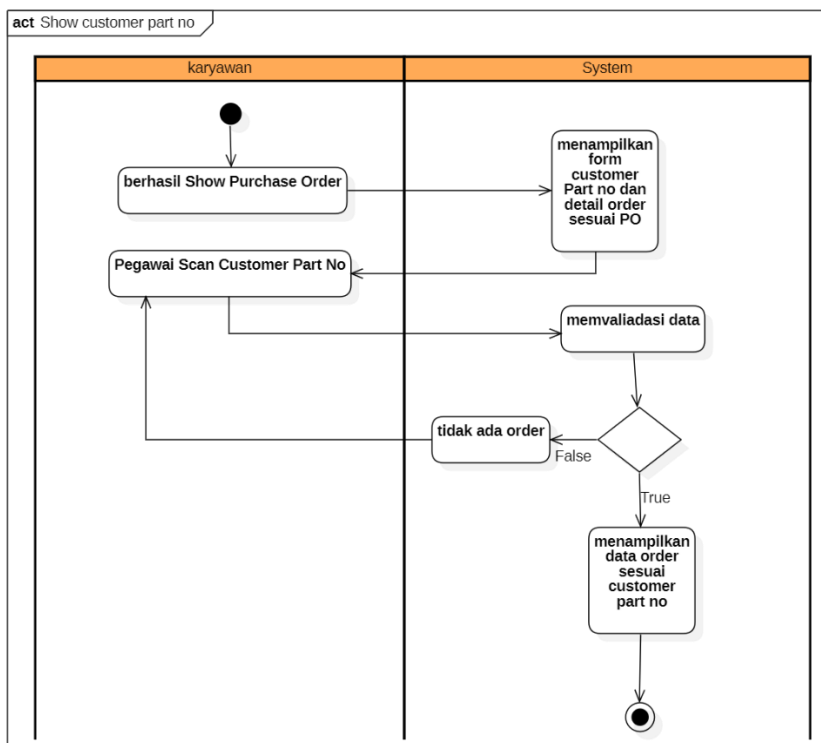 act Show customer part no
karyawan
System
berhasil Show Purchase Order
menampilkan
form
customer
Part no dan
detail order
sesuai PO
Pegawai Scan Customer Part No
memvaliadasi data
tidak ada order
False
True
menampilkan
data order
sesuai
customer
part no